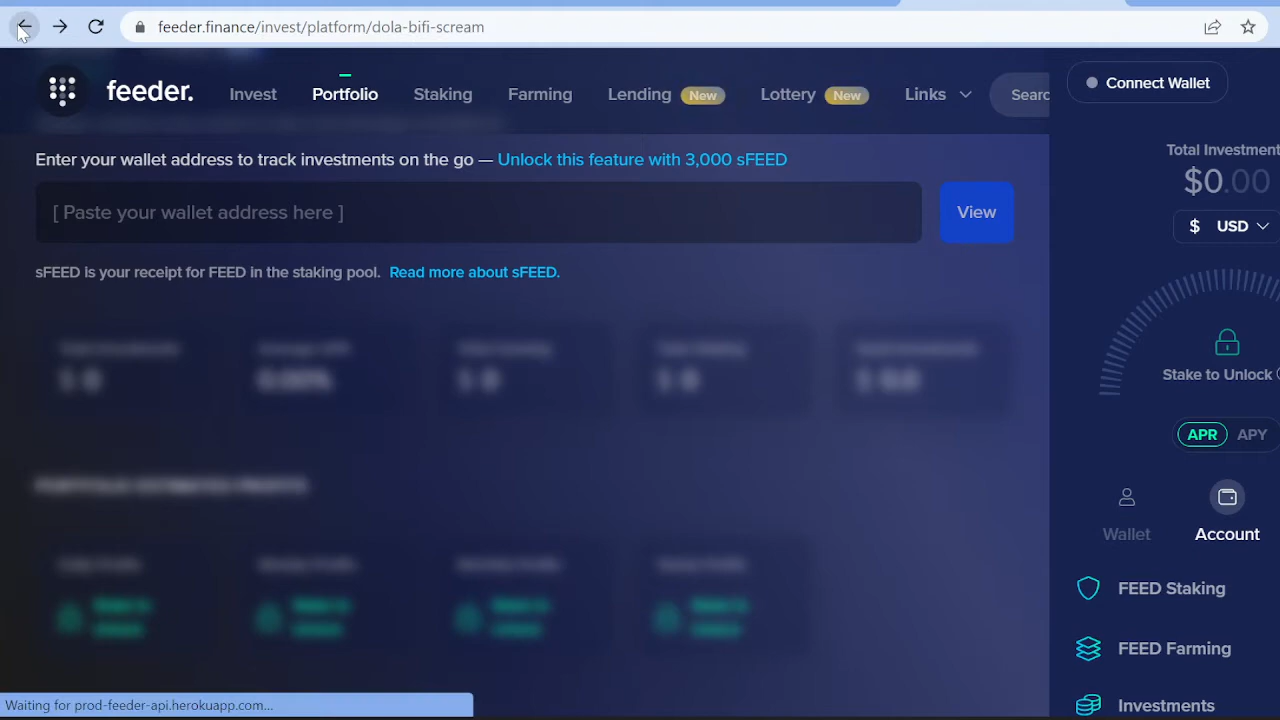 feeder.finance/invest/platform/dola-bifi-scream
feeder.
Invest
Portfolio
Staking
Farming
Lending New
Lottery New
Links
Searc
Connect Wallet
Enter your wallet address to track investments on the go — Unlock this feature with 3,000 sFEED
[ Paste your wallet address here ]
View
sFEED is your receipt for FEED in the staking pool. Read more about sFEED.
PORTFOLIO ESTIMATED PROFITS
Total Investment
$0.00
$ USD
Stake to Unlock
APR APY
Wallet
Account
FEED Staking
FEED Farming
Investments
Waiting for prod-feeder-api.herokuapp.com...